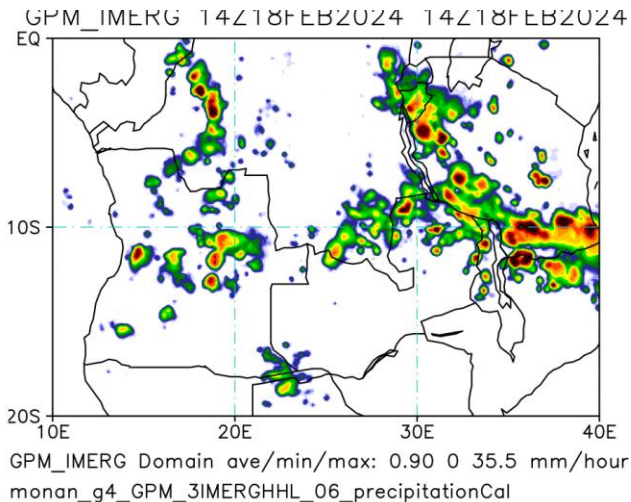 GPM_IMERG 14Z18FEB2024 14Z18FEB2024
EQ
10S
20S
10E
20E
30E
40E
GPM_IMERG Domain ave/min/max: 0.90 0 35.5 mm/hour
monan_g4_GPM_3IMERGHHL_06_precipitationCal